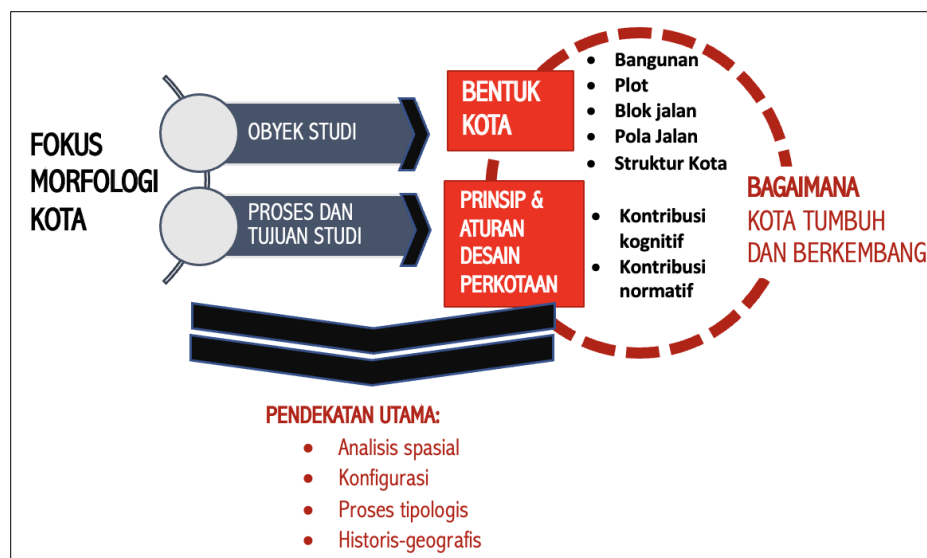 FOKUS
MORFOLOGI
KOTA
OBYEK STUDI
BENTUK
KOTA
• Bangunan
• Plot
• Blok jalan
• Pola Jalan
• Struktur Kota
PROSES DAN
TUJUAN STUDI
PRINSIP &
ATURAN
DESAIN
PERKOTAAN
• Kontribusi
kognitif
• Kontribusi
normatif
BAGAIMANA
KOTA TUMBUH
DAN BERKEMBANG
PENDEKATAN UTAMA:
• Analisis spasial
• Konfigurasi
• Proses tipologis
• Historis-geografis